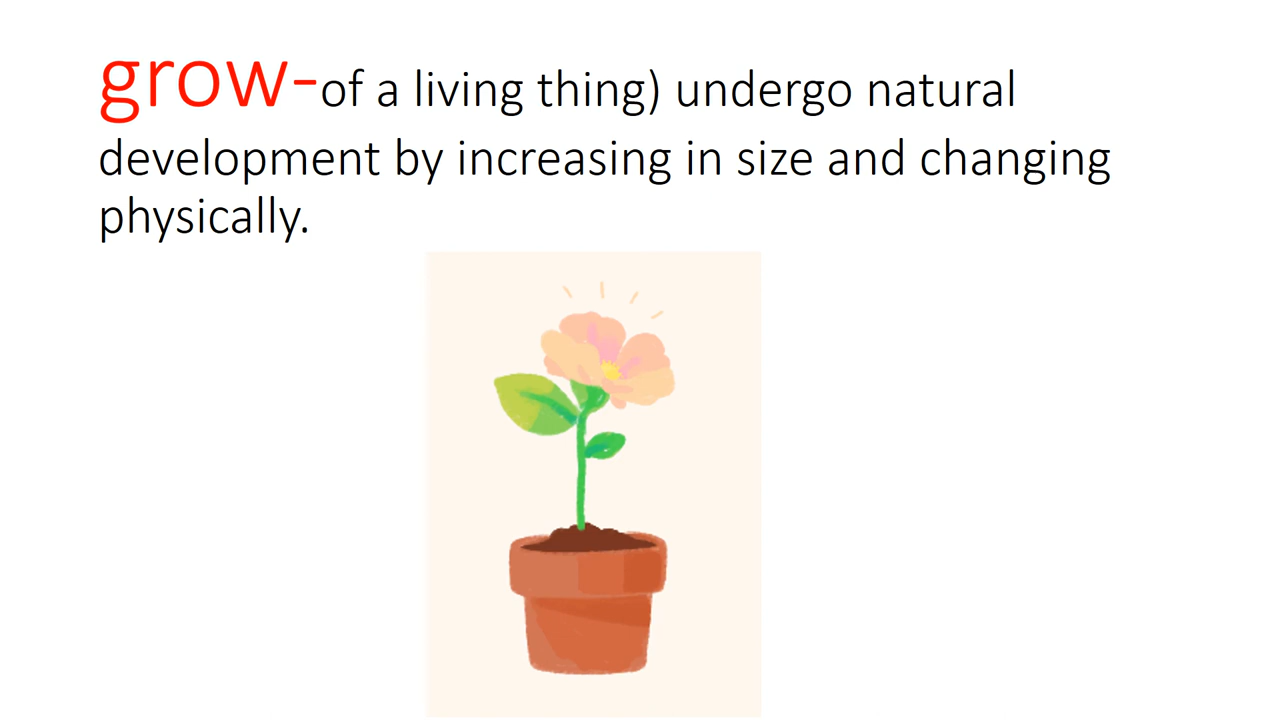 grow-of a living thing) undergo natural
development by increasing in size and changing
physically.